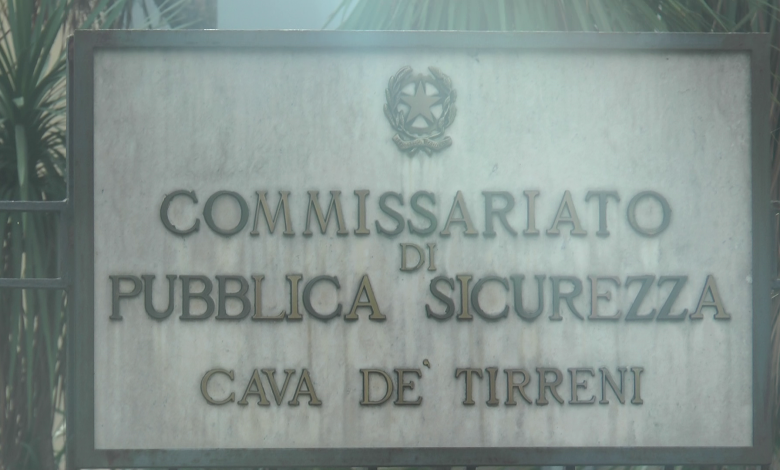 COMMISSARIATO
DI
PUBBLICA SICUREZZA
CAVA DE' TIRRENI